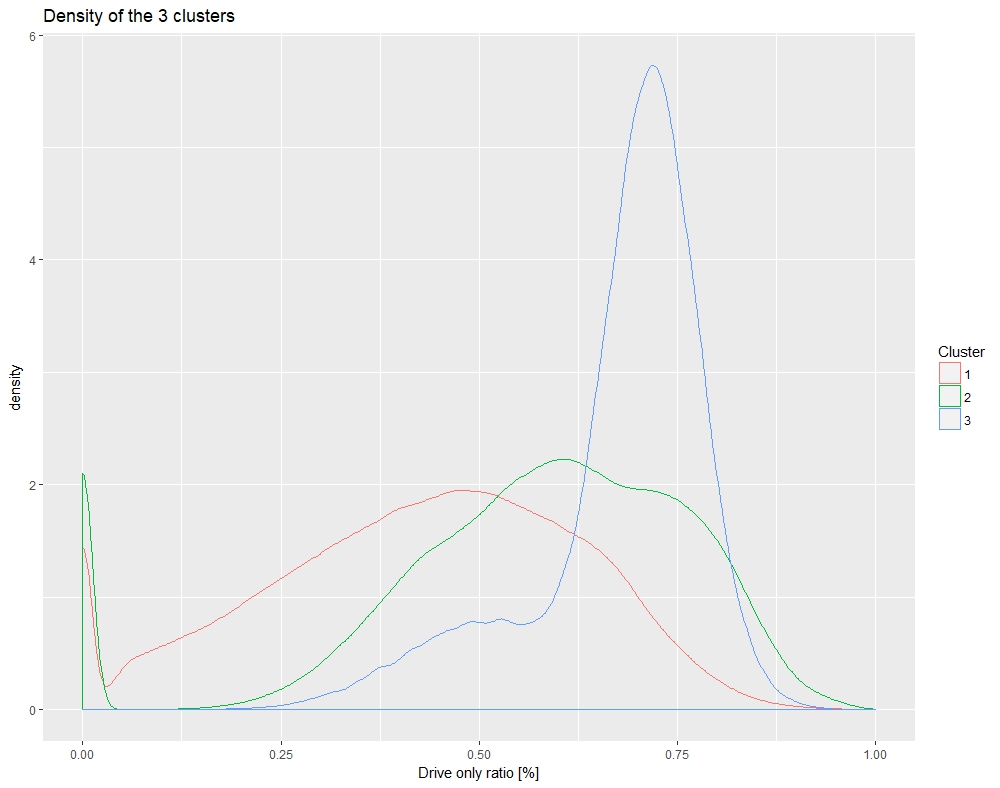 Density of the 3 clusters
6
4
2
0
density
0.00 0.25 0.50 0.75 1.00
Drive only ratio [%]
Cluster
1
2
3